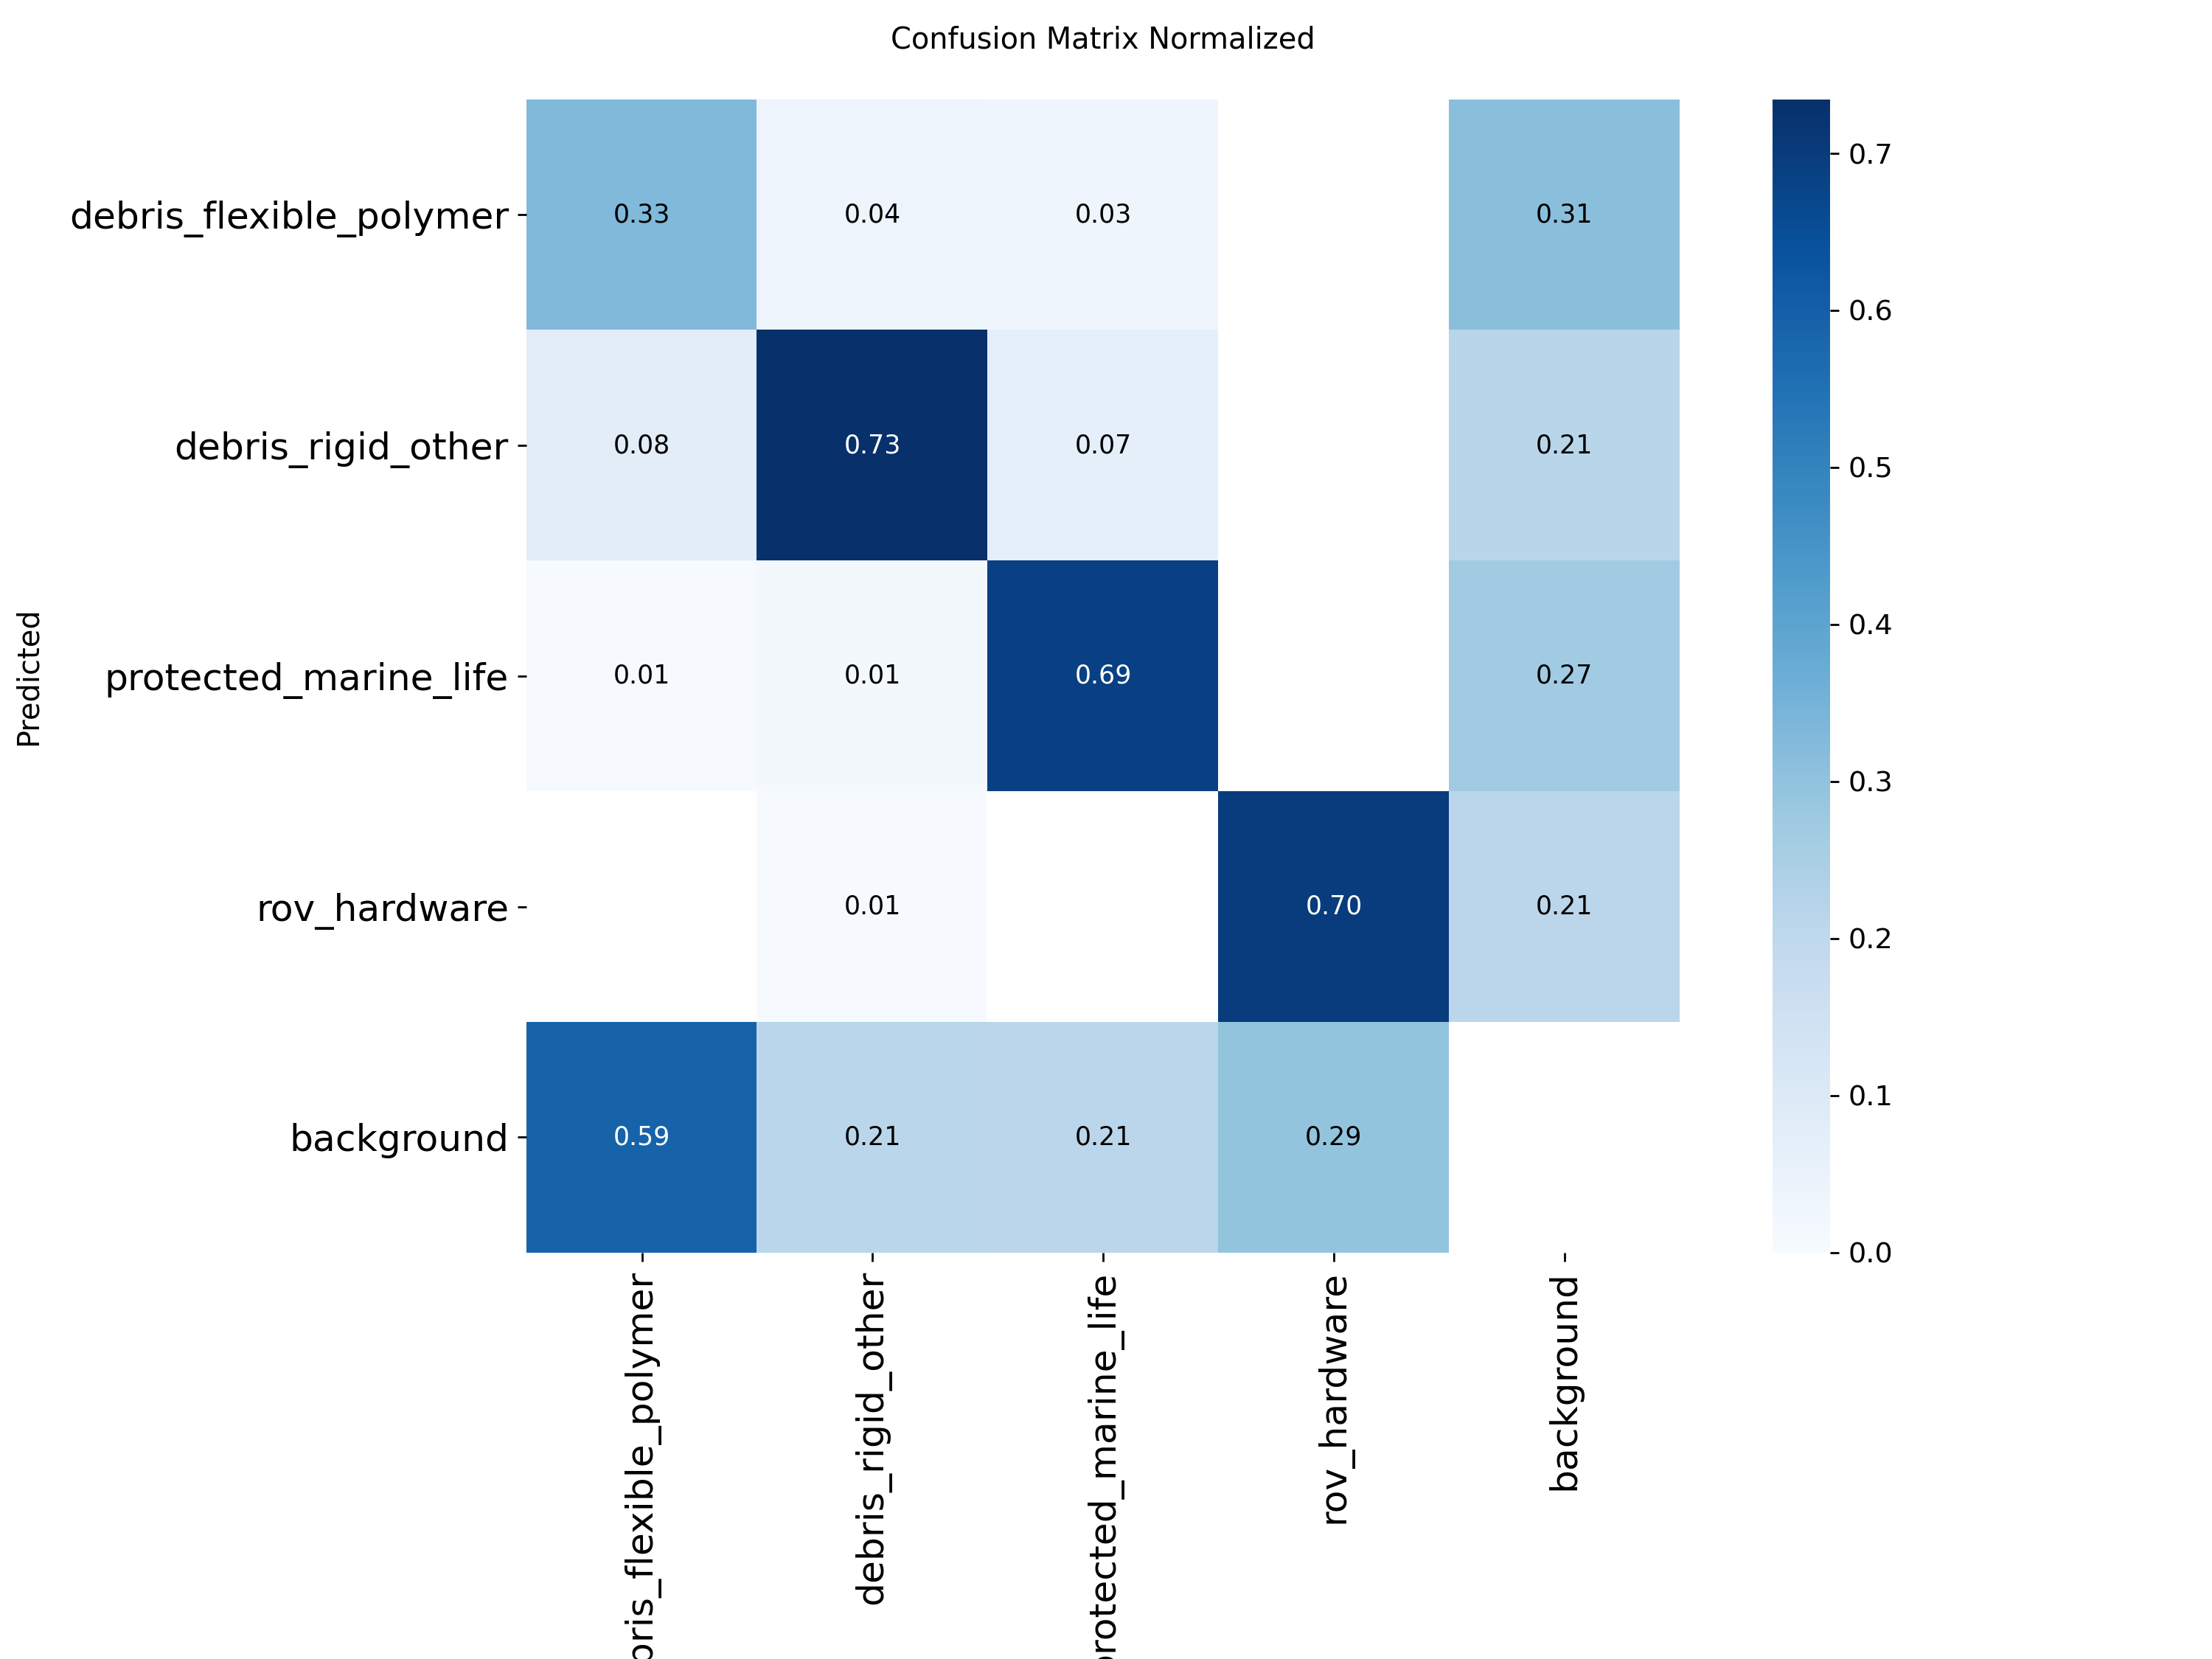 Confusion Matrix Normalized
Predicted
debris_flexible_polymer
0.33
0.04
0.03
0.31
debris_rigid_other
0.08
0.73
0.07
0.21
protected_marine_life
0.01
0.01
0.69
0.27
rov_hardware
0.01
0.70
0.21
background
0.59
0.21
0.21
0.29
ris_flexible_polymer
debris_rigid_other
protected_marine_life
rov_hardware
background
0.7
0.6
0.5
0.4
0.3
0.2
0.1
0.0